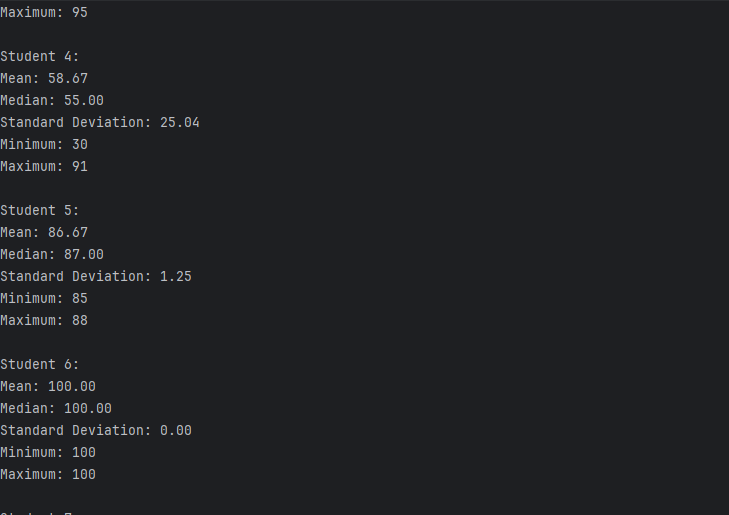 Maximum: 95
Student 4:
Mean: 58.67
Median: 55.00
Standard Deviation: 25.04
Minimum: 30
Maximum: 91
Student 5:
Mean: 86.67
Median: 87.00
Standard Deviation: 1.25
Minimum: 85
Maximum: 88
Student 6:
Mean: 100.00
Median: 100.00
Standard Deviation: 0.00
Minimum: 100
Maximum: 100